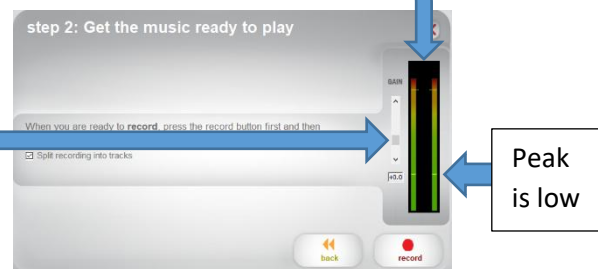 step 2: Get the music ready to play
GAIN
When you are ready to record, press the record button first and then
Split recording into tracks
+0.0
Peak
is low
back
record